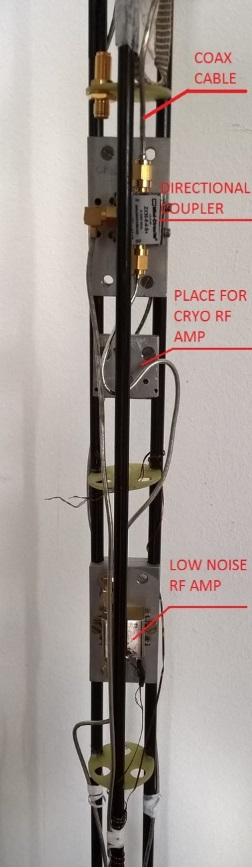 COAX
CABLE
DIRECTIONAL
COUPLER
PLACE FOR
CRYO RF
AMP
LOW NOISE
RF AMP